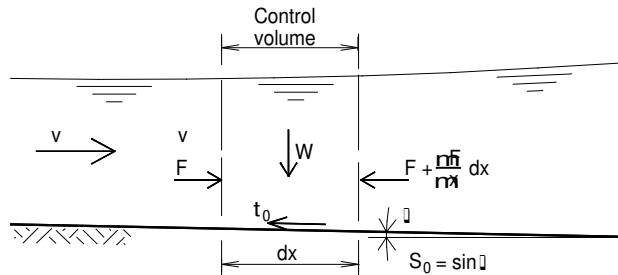 Control
volume
v
v
F
W
F +
dx
t₀
dx
S₀ = sin